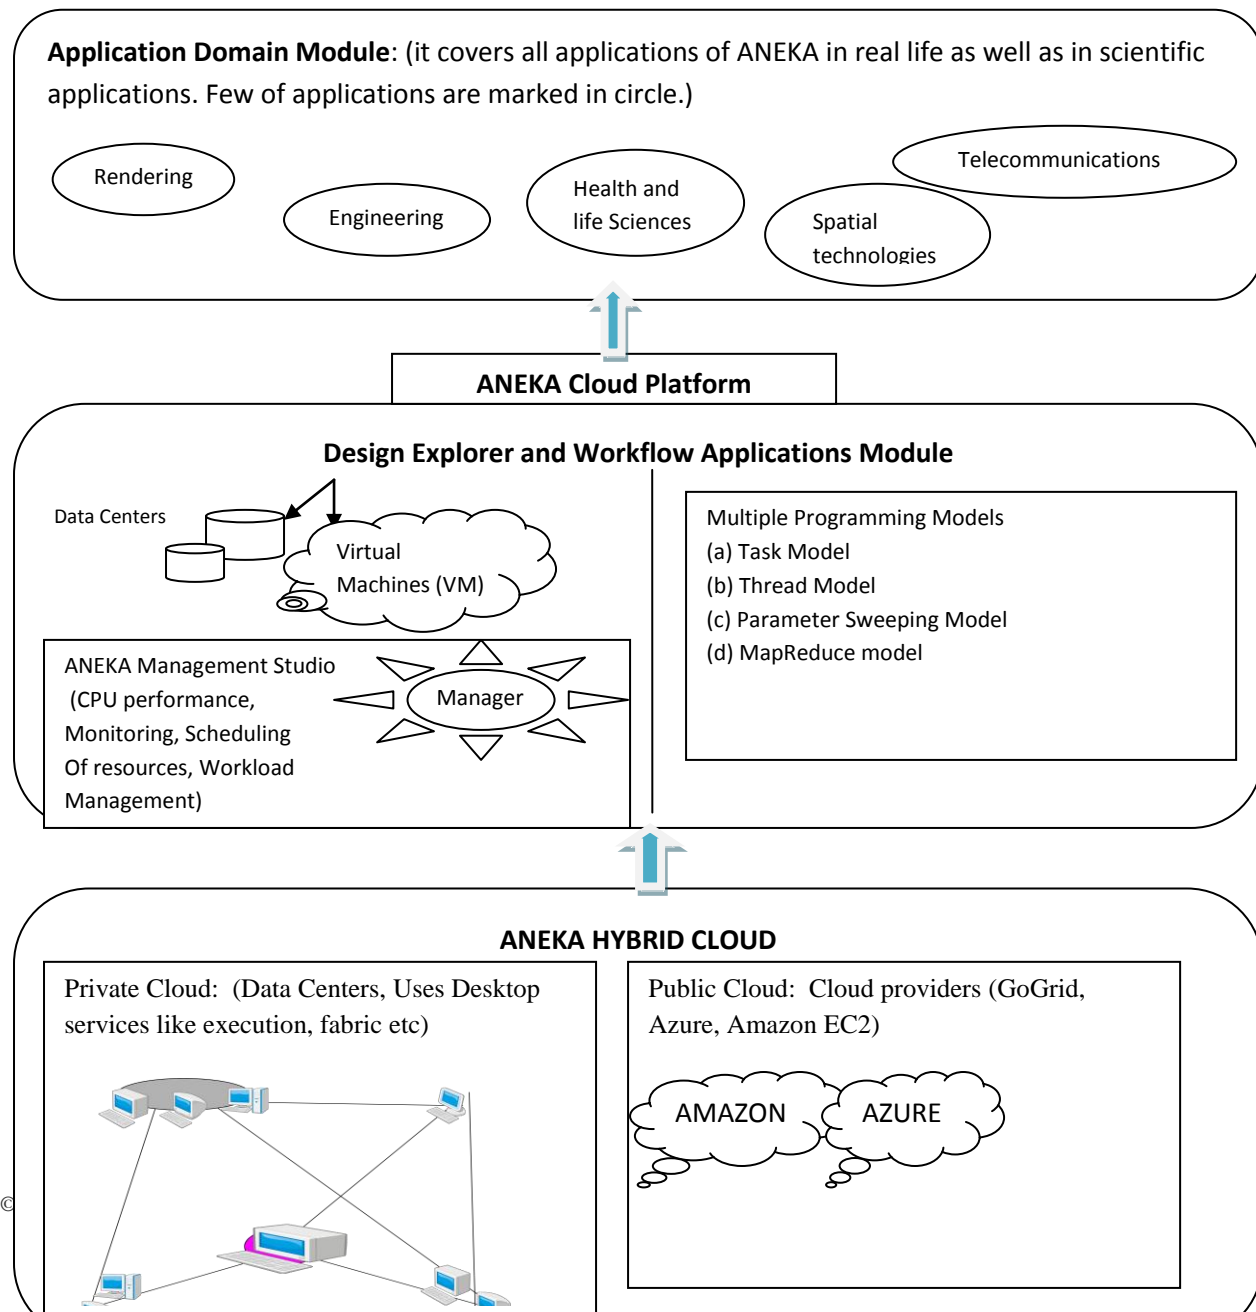 Application Domain Module: (it covers all applications of ANEKA in real life as well as in scientific
applications. Few of applications are marked in circle.)
Rendering
Engineering
Health and
life Sciences
Spatial
technologies
Telecommunications
ANEKA Cloud Platform
Design Explorer and Workflow Applications Module
Data Centers
Virtual
Machines (VM)
ANEKA Management Studio
(CPU performance,
Monitoring, Scheduling
Of resources, Workload
Management)
Manager
Multiple Programming Models
(a) Task Model
(b) Thread Model
(c) Parameter Sweeping Model
(d) MapReduce model
ANEKA HYBRID CLOUD
Private Cloud: (Data Centers, Uses Desktop
services like execution, fabric etc)
Public Cloud: Cloud providers (GoGrid,
Azure, Amazon EC2)
AMAZON
AZURE
©